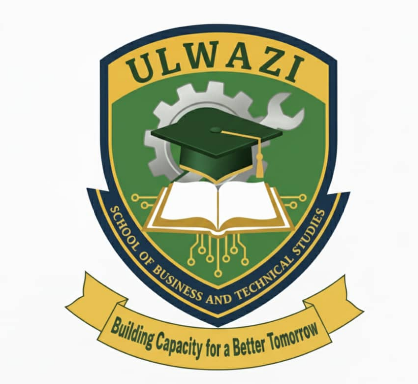 ULWAZI
SCHOOL OF BUSINESS AND TECHNICAL STUDIES
Building Capacity for a Better Tomorrow